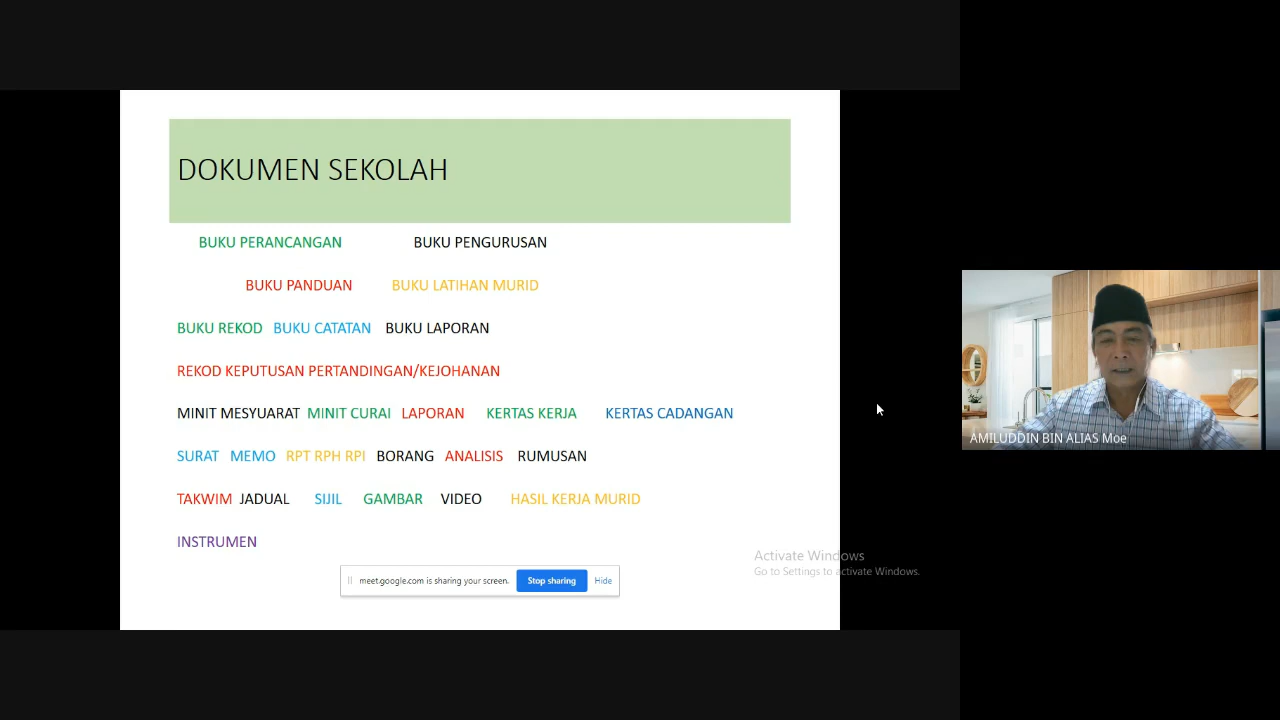 DOKUMEN SEKOLAH
BUKU PERANCANGAN BUKU PENGURUSAN
BUKU PANDUAN BUKU LATIHAN MURID
BUKU REKOD BUKU CATATAN BUKU LAPORAN
REKOD KEPUTUSAN PERTANDINGAN/KEJOHANAN
MINIT MESYUARAT MINIT CURAI LAPORAN KERTAS KERJA KERTAS CADANGAN
SURAT MEMO RPT RPH RPI BORANG ANALISIS RUMUSAN
TAKWIM JADUAL SIJIL GAMBAR VIDEO HASIL KERJA MURID
INSTRUMEN
meet.google.com is sharing your screen. Stop sharing Hide
Activate Windows
Go to Settings to activate Windows.
AMILUDDIN BIN ALIAS Moe